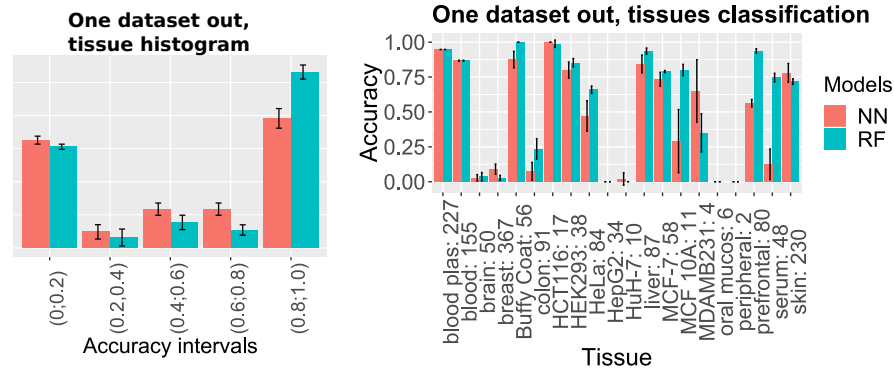 One dataset out,
tissue histogram
(0;0.2)
(0.2,0.4)
(0.4;0.6)
(0.6;0.8)
(0.8;1.0)
Accuracy intervals
One dataset out, tissues classification
Accuracy
1.00
0.75
0.50
0.25
0.00
blood plas: 227
blood: 155
brain: 50
breast: 367
Buffy Coat: 56
colon: 91
HCT116: 17
HEK293: 38
HeLa: 84
HepG2: 34
HuH-7: 10
liver: 87
MCF-7: 58
MCF 10A: 11
MDAMB231: 4
oral mucos: 6
peripheral: 2
prefrontal: 80
serum: 48
skin: 230
Tissue
Models
NN
RF